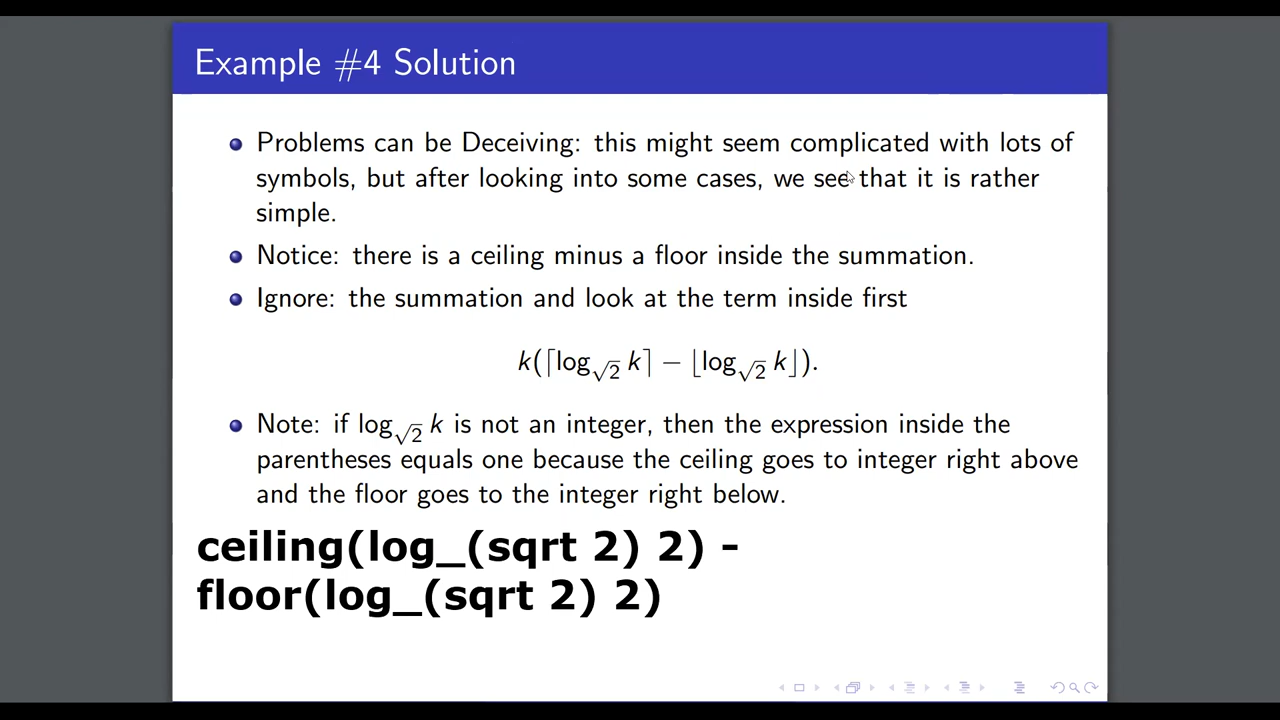 Example #4 Solution
Problems can be Deceiving: this might seem complicated with lots of
symbols, but after looking into some cases, we see that it is rather
simple.
Notice: there is a ceiling minus a floor inside the summation.
Ignore: the summation and look at the term inside first
k(⌈log_{√2} k⌉ − ⌊log_{√2} k⌋).
Note: if log_{√2} k is not an integer, then the expression inside the
parentheses equals one because the ceiling goes to integer right above
and the floor goes to the integer right below.
ceiling(log_(sqrt 2) 2) -
floor(log_(sqrt 2) 2)